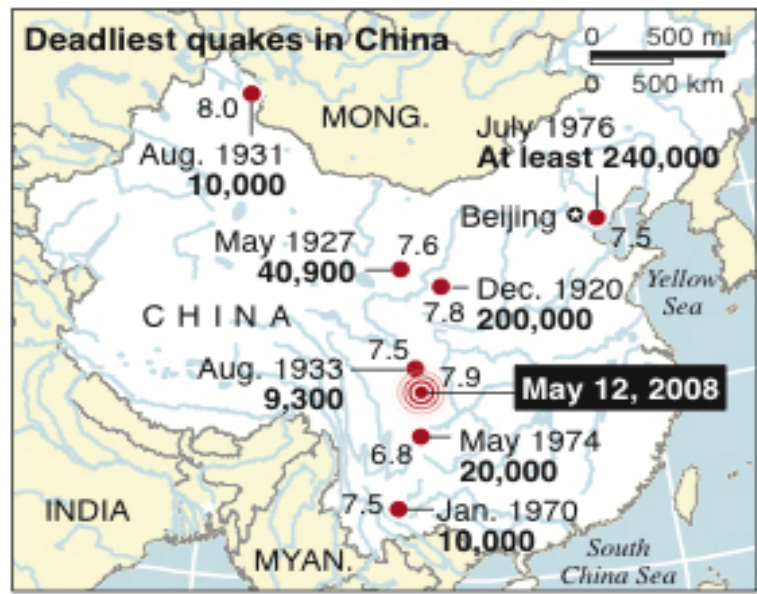 Deadliest quakes in China
0 500 mi
0 500 km
8.0
MONG.
Aug. 1931
10,000
July 1976
At least 240,000
Beijing
7.5
May 1927
40,900
7.6
Dec. 1920
7.8
200,000
Yellow
Sea
CHINA
Aug. 1933
9,300
7.5
7.9
May 12, 2008
6.8
May 1974
20,000
INDIA
7.5
Jan. 1970
10,000
MYAN.
South
China Sea